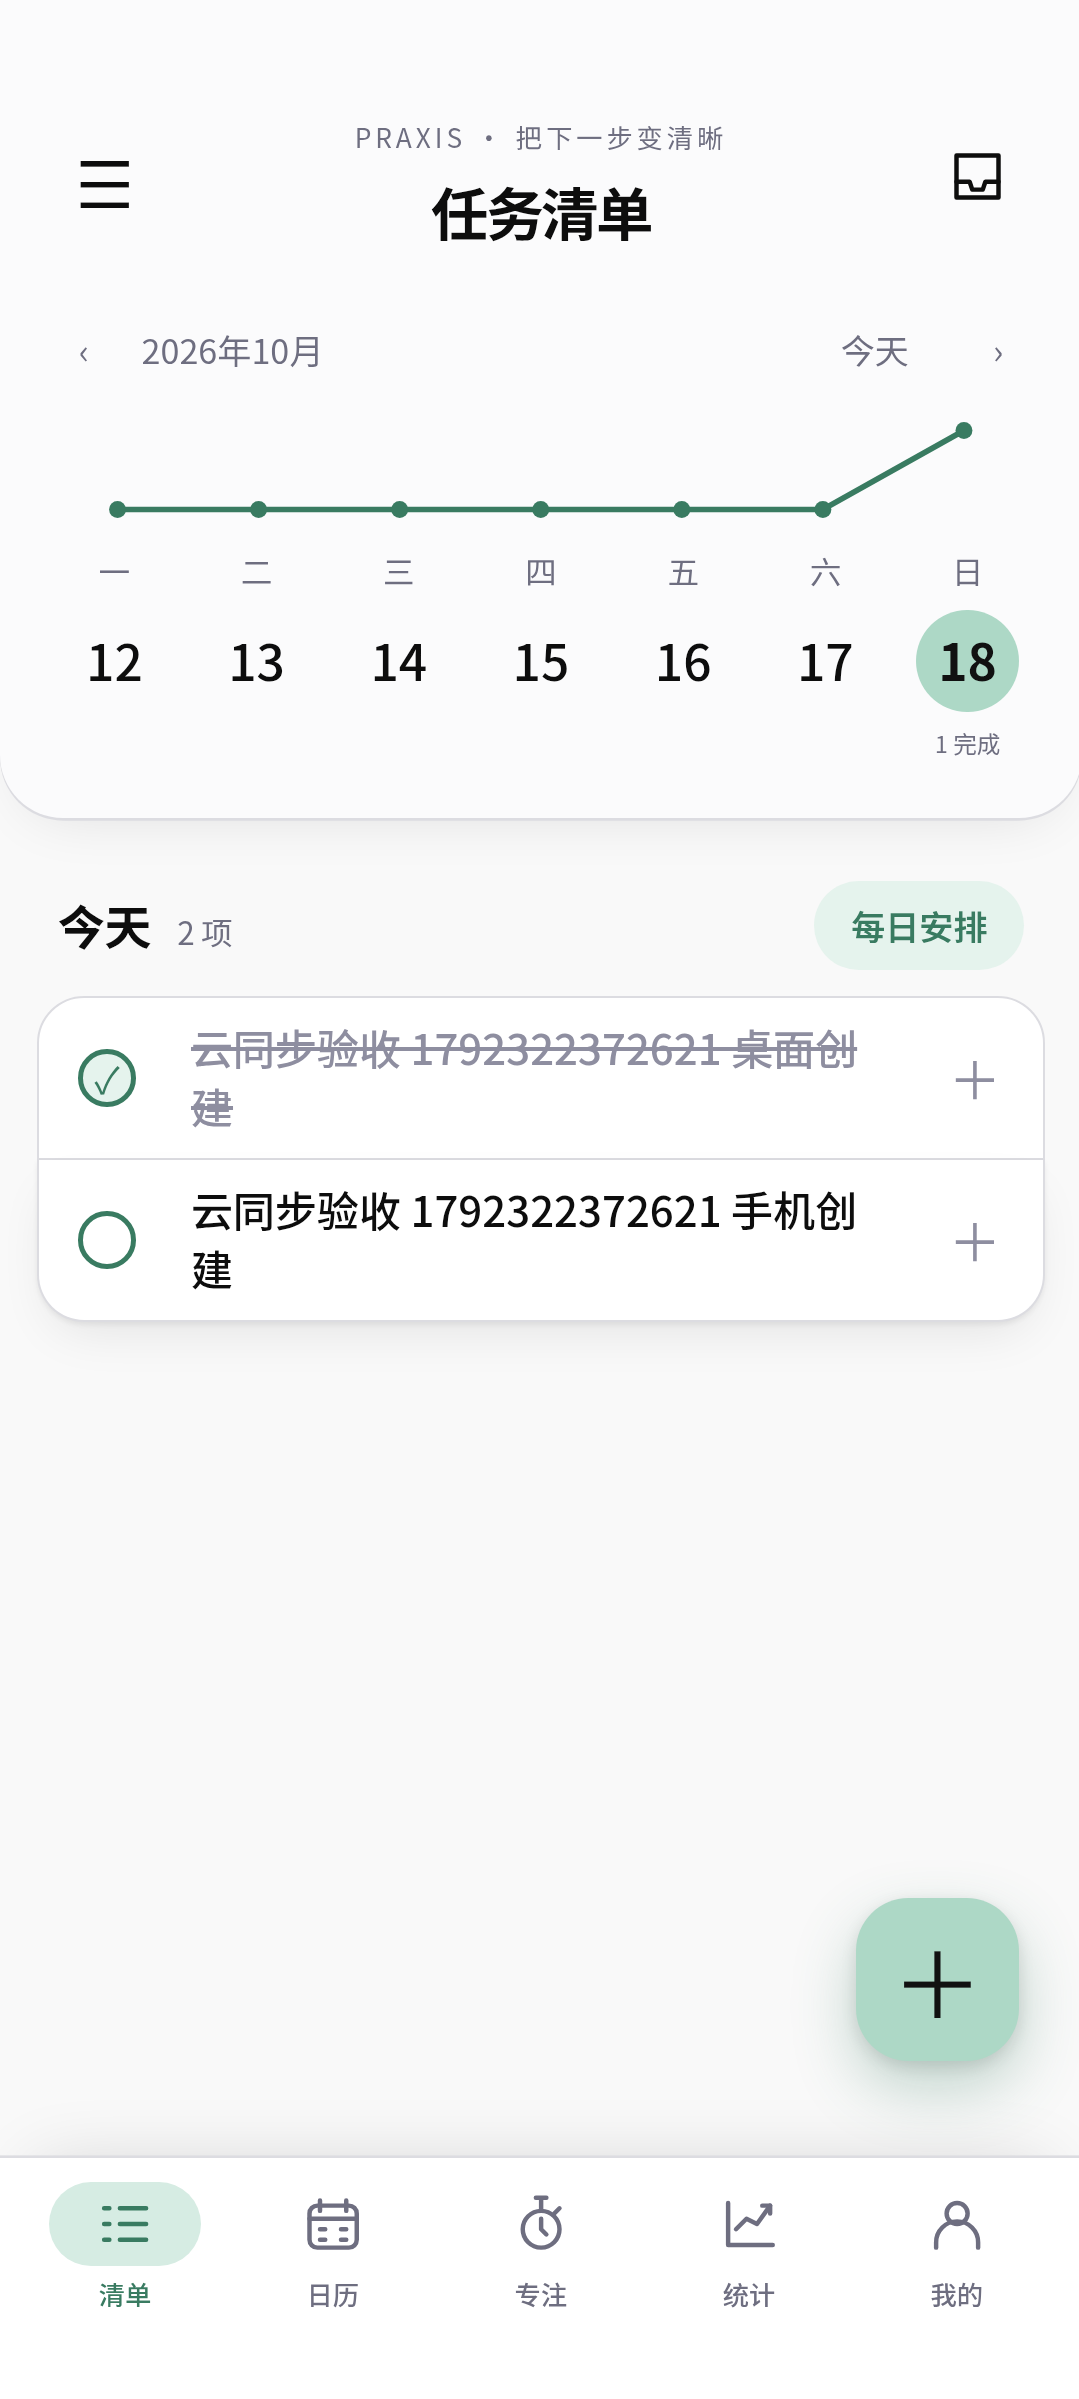 PRAXIS · 把下一步变清晰
任务清单
‹ 2026年10月 今天 ›
一 二 三 四 五 六 日
12 13 14 15 16 17 18
1 完成
今天 2 项 每日安排
云同步验收 1792322372621 桌面创
建
云同步验收 1792322372621 手机创
建
清单 日历 专注 统计 我的